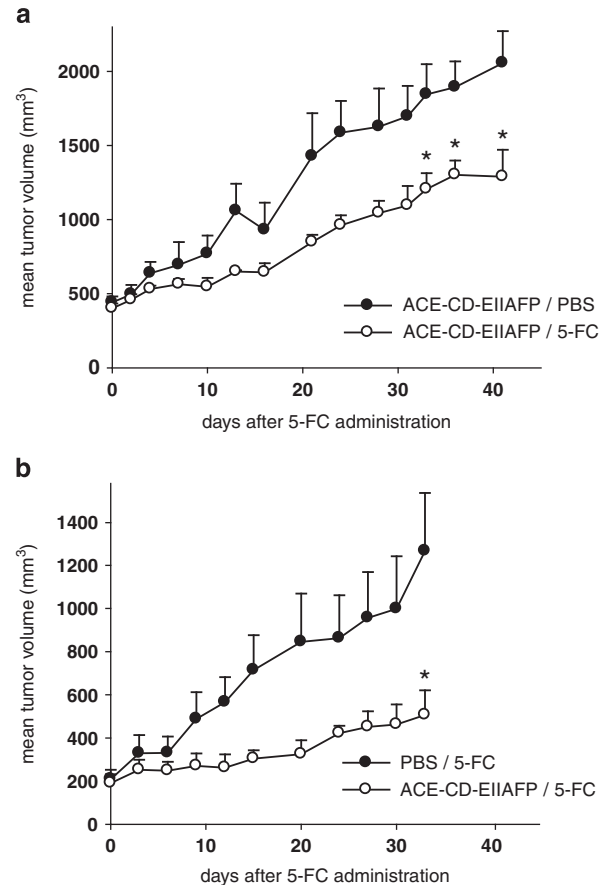 a
mean tumor volume (mm³)
2000
1500
1000
500
0
* * *
ACE-CD-EIIAFP / PBS
ACE-CD-EIIAFP / 5-FC
0 10 20 30 40
days after 5-FC administration
b
mean tumor volume (mm³)
1400
1200
1000
800
600
400
200
0
*
PBS / 5-FC
ACE-CD-EIIAFP / 5-FC
0 10 20 30 40
days after 5-FC administration